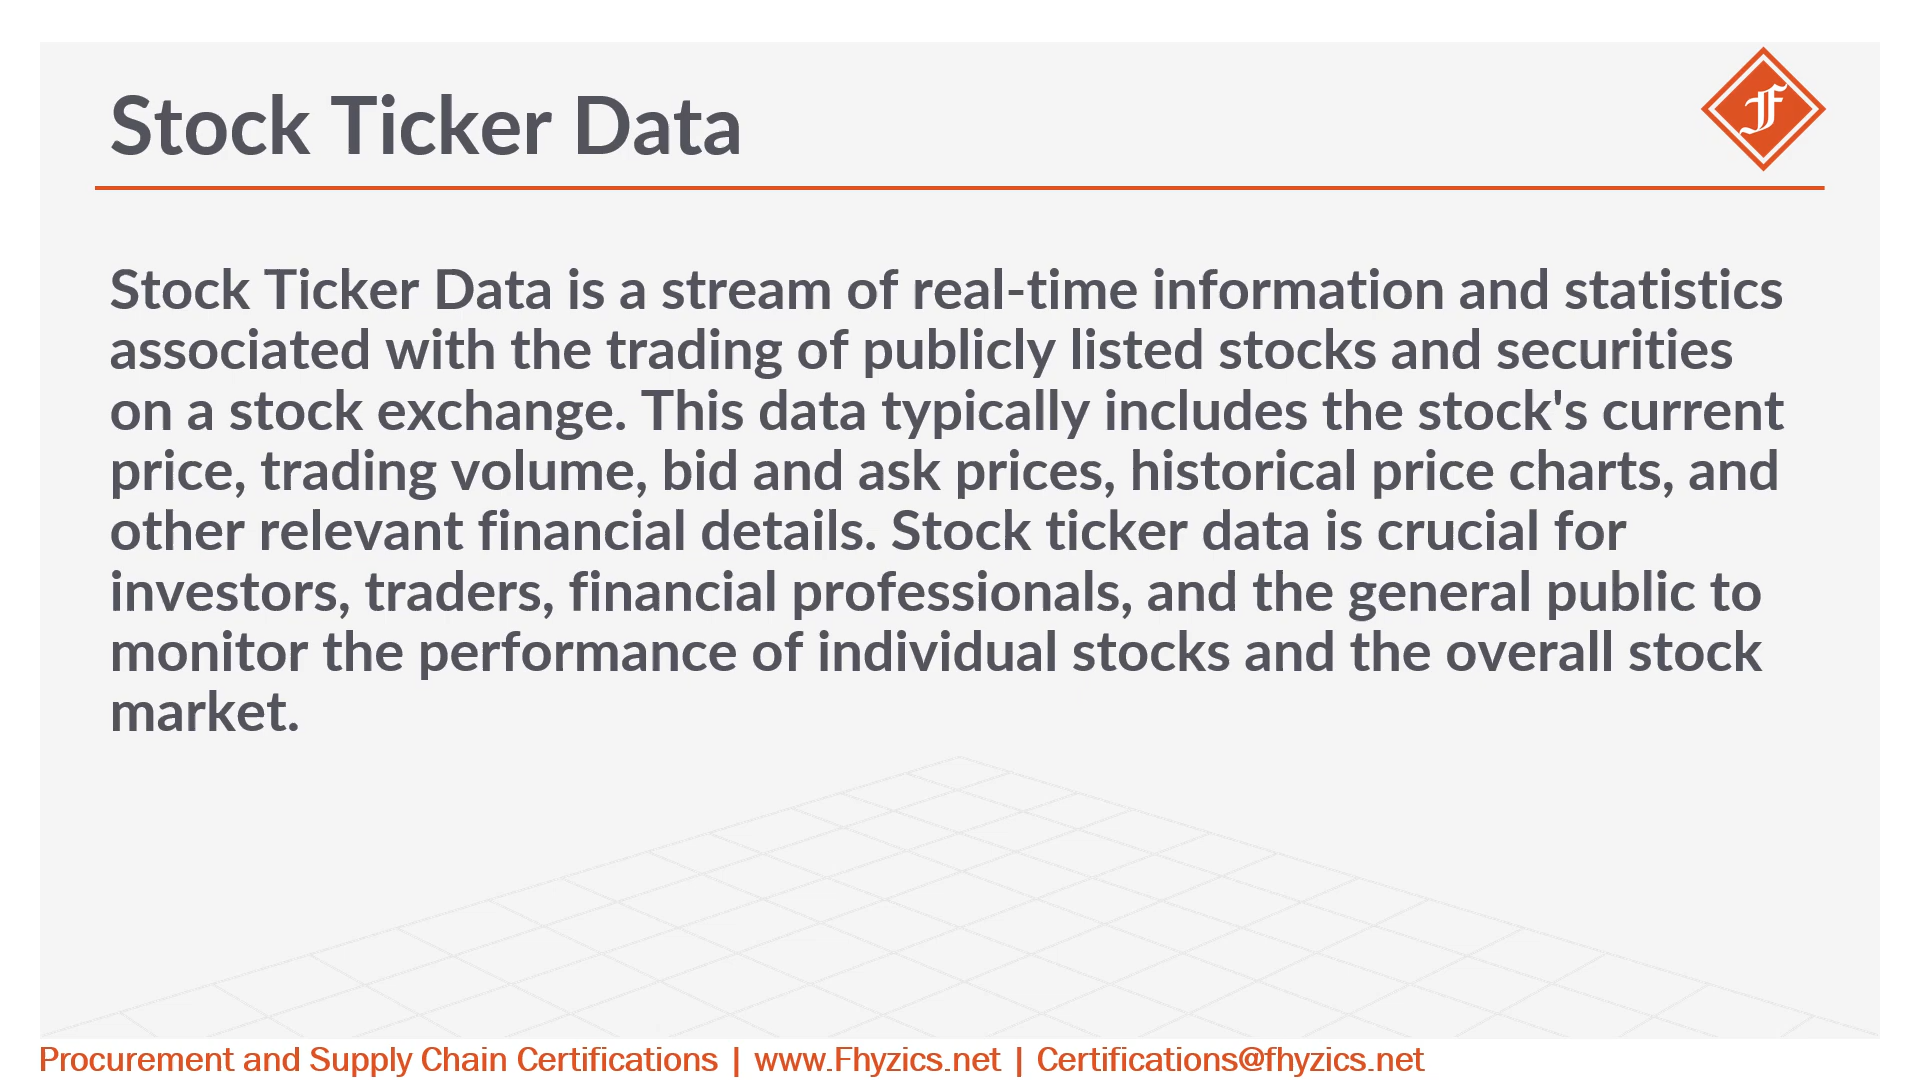 Stock Ticker Data
Stock Ticker Data is a stream of real-time information and statistics
associated with the trading of publicly listed stocks and securities
on a stock exchange. This data typically includes the stock's current
price, trading volume, bid and ask prices, historical price charts, and
other relevant financial details. Stock ticker data is crucial for
investors, traders, financial professionals, and the general public to
monitor the performance of individual stocks and the overall stock
market.
Procurement and Supply Chain Certifications | www.Fhyzics.net | Certifications@fhyzics.net